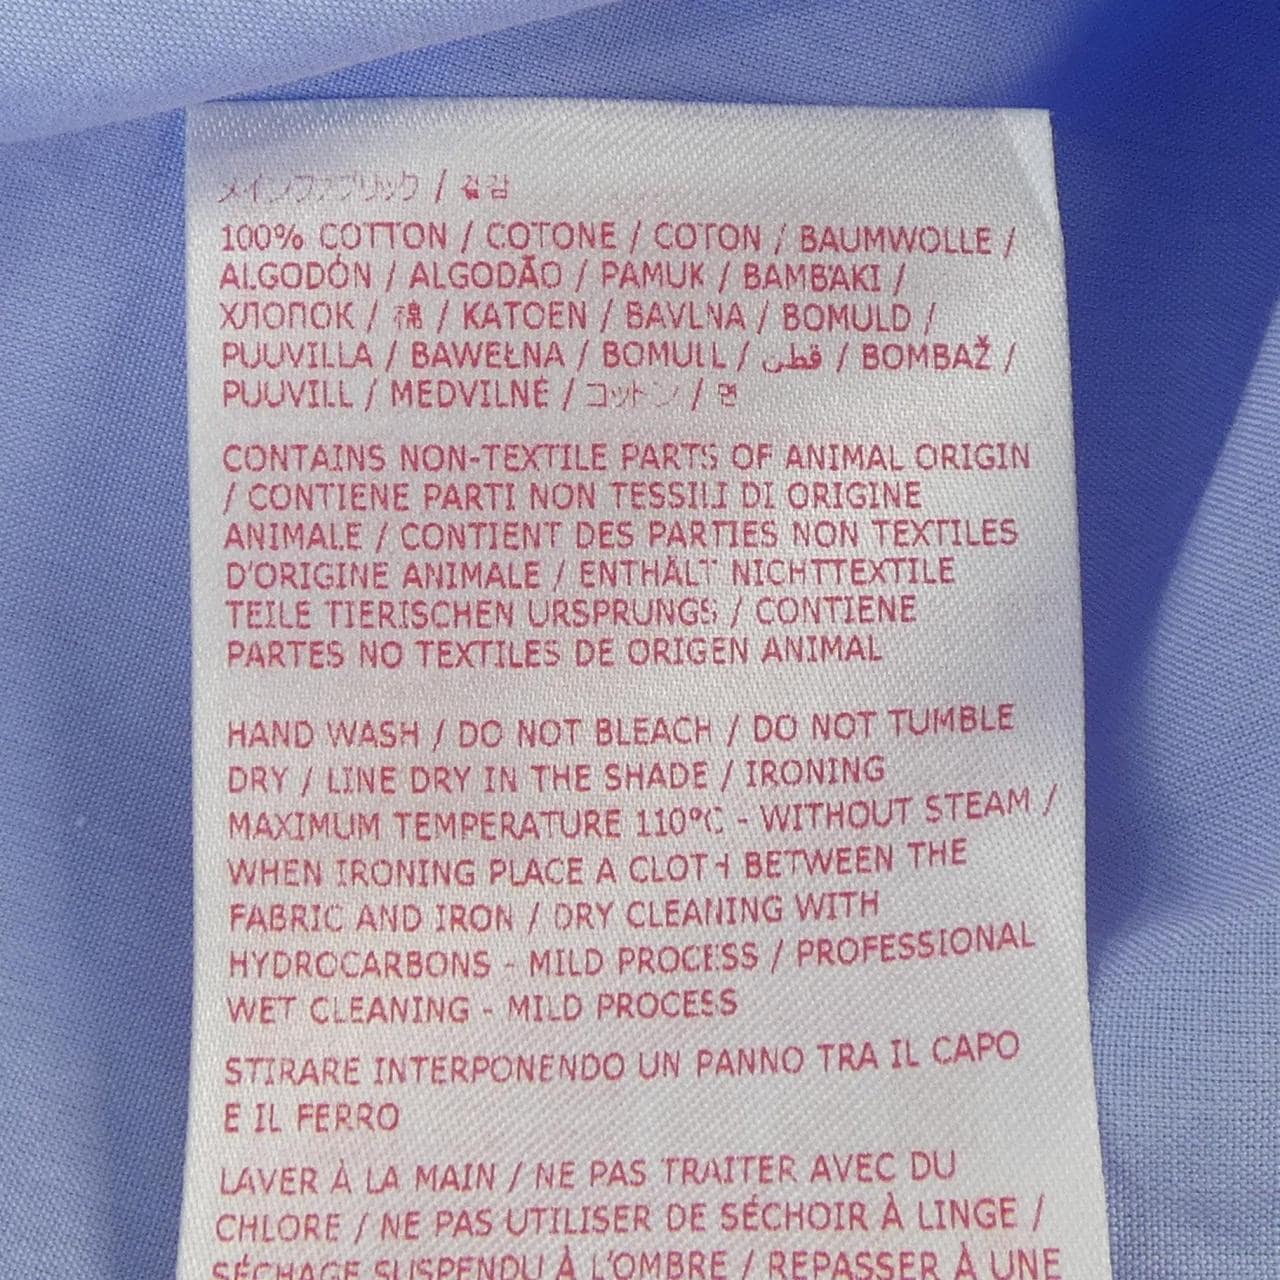 メインファブリック / 겉감
100% COTTON / COTONE / COTON / BAUMWOLLE /
ALGODÓN / ALGODÃO / PAMUK / BAMBAKI /
ХЛОПОК / 棉 / KATOEN / BAVLNA / BOMULD /
PUUVILLA / BAWEŁNA / BOMULL / قطن / BOMBAŽ /
PUUVILL / MEDVILNĖ / コットン / 면
CONTAINS NON-TEXTILE PARTS OF ANIMAL ORIGIN
/ CONTIENE PARTI NON TESSILI DI ORIGINE
ANIMALE / CONTIENT DES PARTIES NON TEXTILES
D'ORIGINE ANIMALE / ENTHÄLT NICHTTEXTILE
TEILE TIERISCHEN URSPRUNGS / CONTIENE
PARTES NO TEXTILES DE ORIGEN ANIMAL
HAND WASH / DO NOT BLEACH / DO NOT TUMBLE
DRY / LINE DRY IN THE SHADE / IRONING
MAXIMUM TEMPERATURE 110°C - WITHOUT STEAM /
WHEN IRONING PLACE A CLOTH BETWEEN THE
FABRIC AND IRON / DRY CLEANING WITH
HYDROCARBONS - MILD PROCESS / PROFESSIONAL
WET CLEANING - MILD PROCESS
STIRARE INTERPONENDO UN PANNO TRA IL CAPO
E IL FERRO
LAVER À LA MAIN / NE PAS TRAITER AVEC DU
CHLORE / NE PAS UTILISER DE SÉCHOIR À LINGE /
SÉCHAGE SUSPENDU À L'OMBRE / REPASSER À UNE